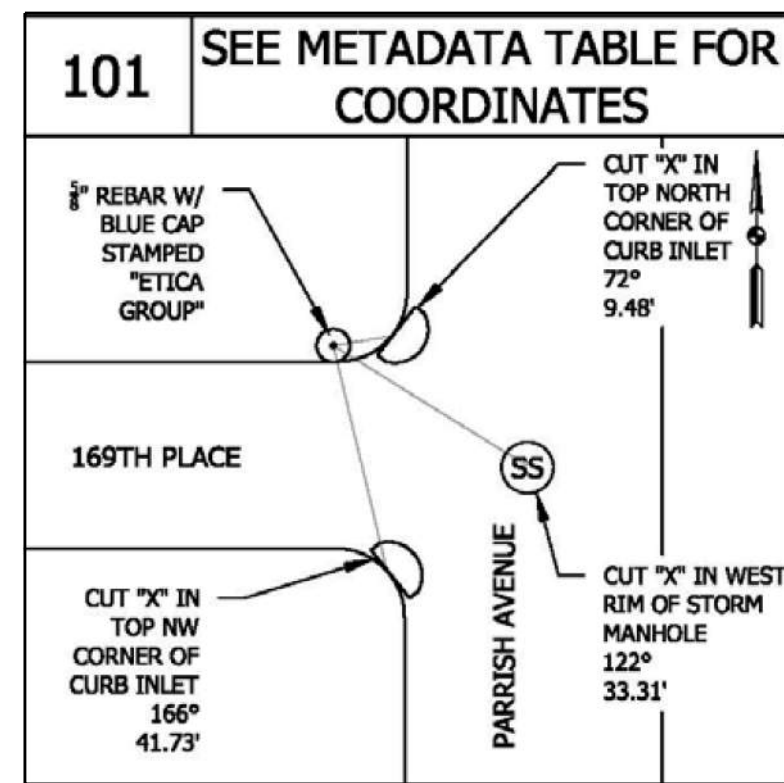 101
SEE METADATA TABLE FOR
COORDINATES
⅝" REBAR W/
BLUE CAP
STAMPED
"ETICA
GROUP"
CUT "X" IN
TOP NORTH
CORNER OF
CURB INLET
72°
9.48'
169TH PLACE
SS
PARRISH AVENUE
CUT "X" IN
TOP NW
CORNER OF
CURB INLET
166°
41.73'
CUT "X" IN WEST
RIM OF STORM
MANHOLE
122°
33.31'